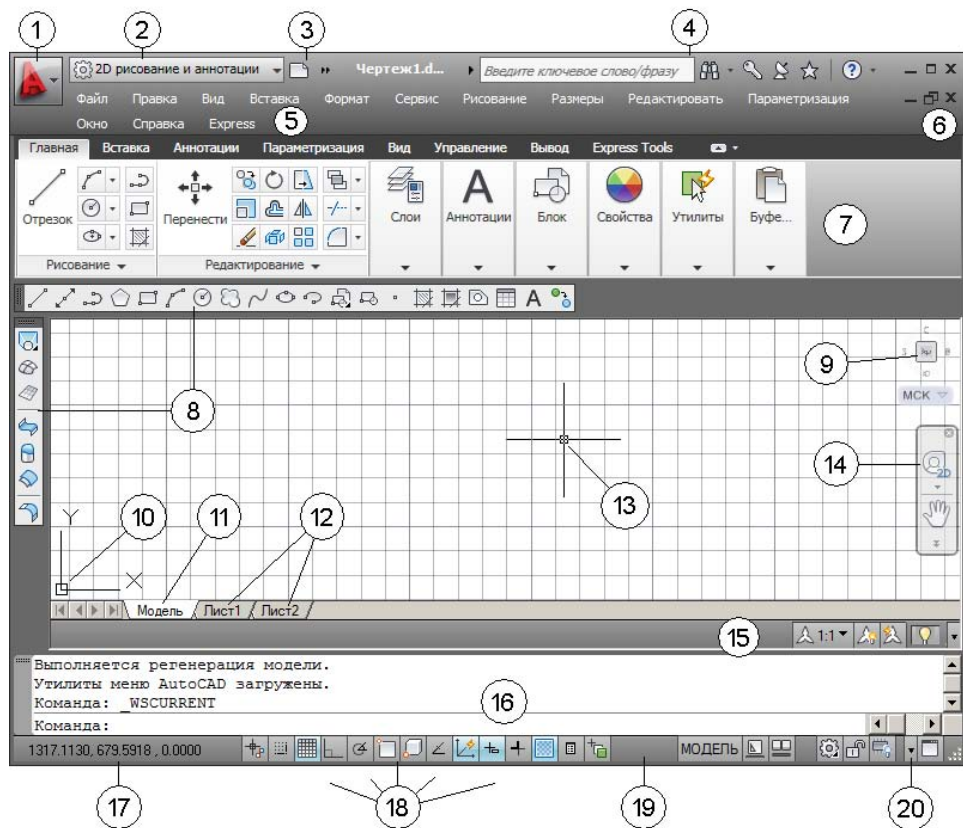 1 2 3 4
2D рисование и аннотации Чертеж1.d... Введите ключевое слово/фразу ?
Файл Правка Вид Вставка Формат Сервис Рисование Размеры Редактировать Параметризация
Окно Справка Express 5 6
Главная Вставка Аннотации Параметризация Вид Управление Вывод Express Tools
Отрезок Перенести Слои Аннотации Блок Свойства Утилиты Буфе... 7
Рисование Редактирование
A
8 9
С
В
Ю
МСК
14 2D
13
Y 10 11 12
X
Модель Лист1 Лист2
15 1:1
Выполняется регенерация модели.
Утилиты меню AutoCAD загружены.
Команда: _WSCURRENT
16
Команда:
1317.1130, 679.5918 , 0.0000 МОДЕЛЬ
17 18 19 20